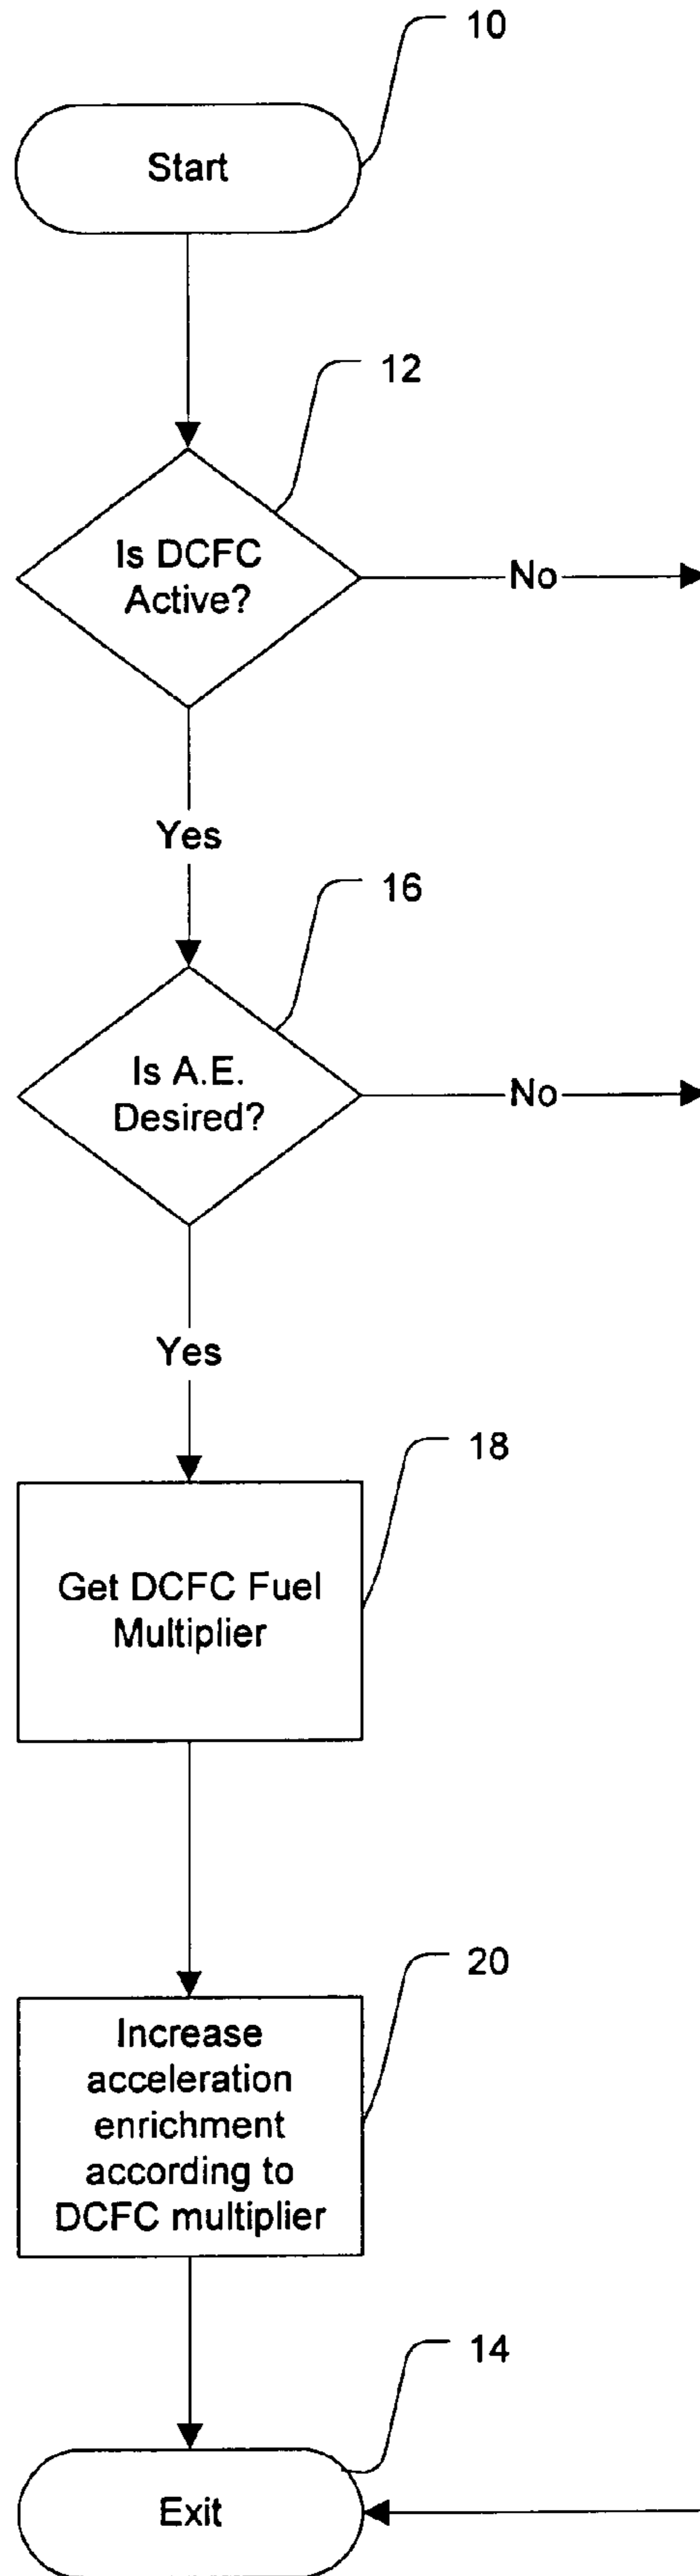 10
Start
12
Is DCFC
Active?
No
Yes
16
Is A.E.
Desired?
No
Yes
18
Get DCFC Fuel
Multiplier
20
Increase
acceleration
enrichment
according to
DCFC multiplier
14
Exit